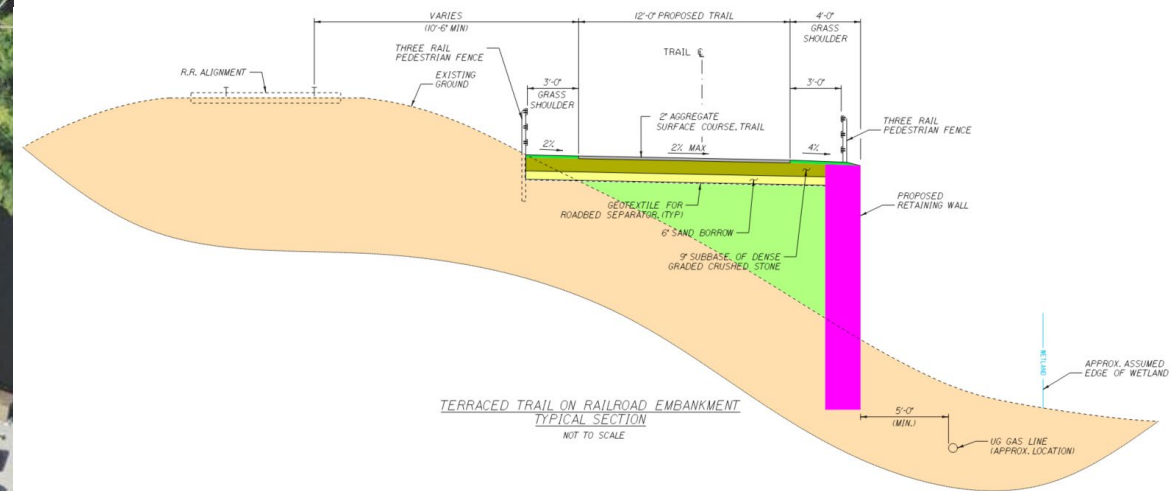 VARIES
(10'-6" MIN)
12'-0" PROPOSED TRAIL
4'-0"
GRASS
SHOULDER
THREE RAIL
PEDESTRIAN FENCE
TRAIL ℄
R.R. ALIGNMENT
EXISTING
GROUND
3'-0"
GRASS
SHOULDER
3'-0"
2" AGGREGATE
SURFACE COURSE, TRAIL
THREE RAIL
PEDESTRIAN FENCE
2%
2% MAX
4%
GEOTEXTILE FOR
ROADBED SEPARATOR, (TYP)
PROPOSED
RETAINING WALL
6" SAND BORROW
9" SUBBASE OF DENSE
GRADED CRUSHED STONE
WETLAND
APPROX. ASSUMED
EDGE OF WETLAND
TERRACED TRAIL ON RAILROAD EMBANKMENT
TYPICAL SECTION
NOT TO SCALE
5'-0"
(MIN.)
UG GAS LINE
(APPROX. LOCATION)